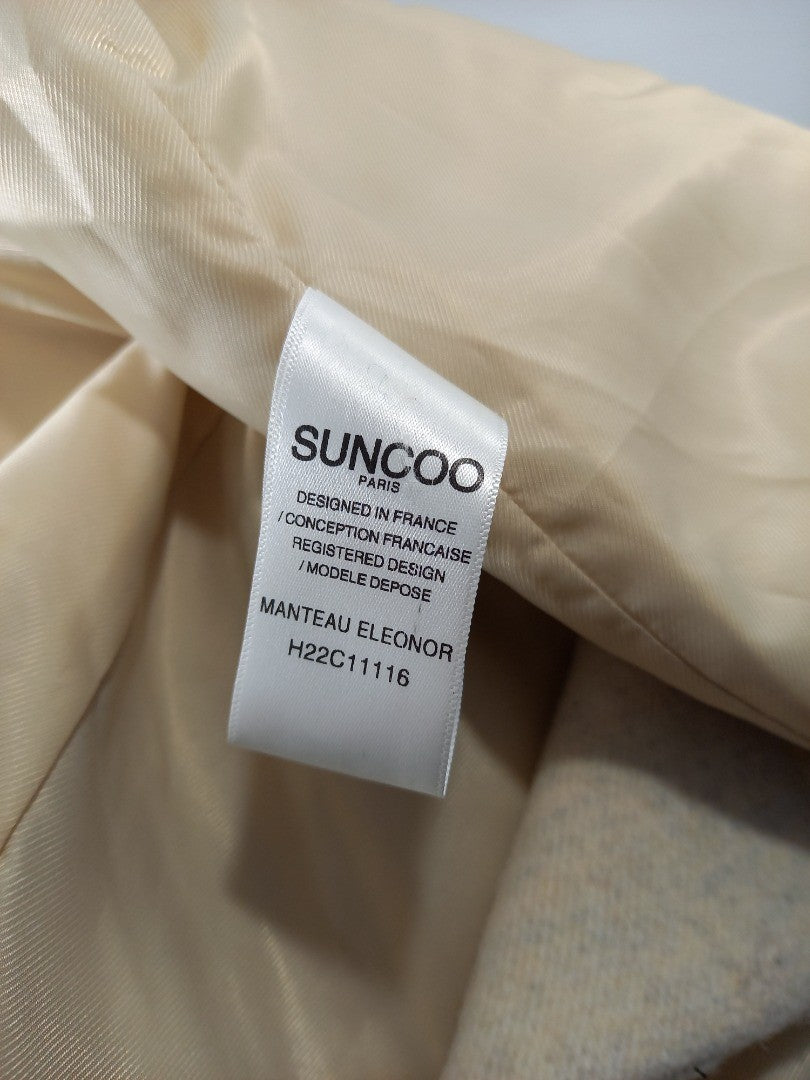 SUNCOO
PARIS
DESIGNED IN FRANCE
/ CONCEPTION FRANCAISE
REGISTERED DESIGN
/ MODELE DEPOSE
MANTEAU ELEONOR
H22C11116